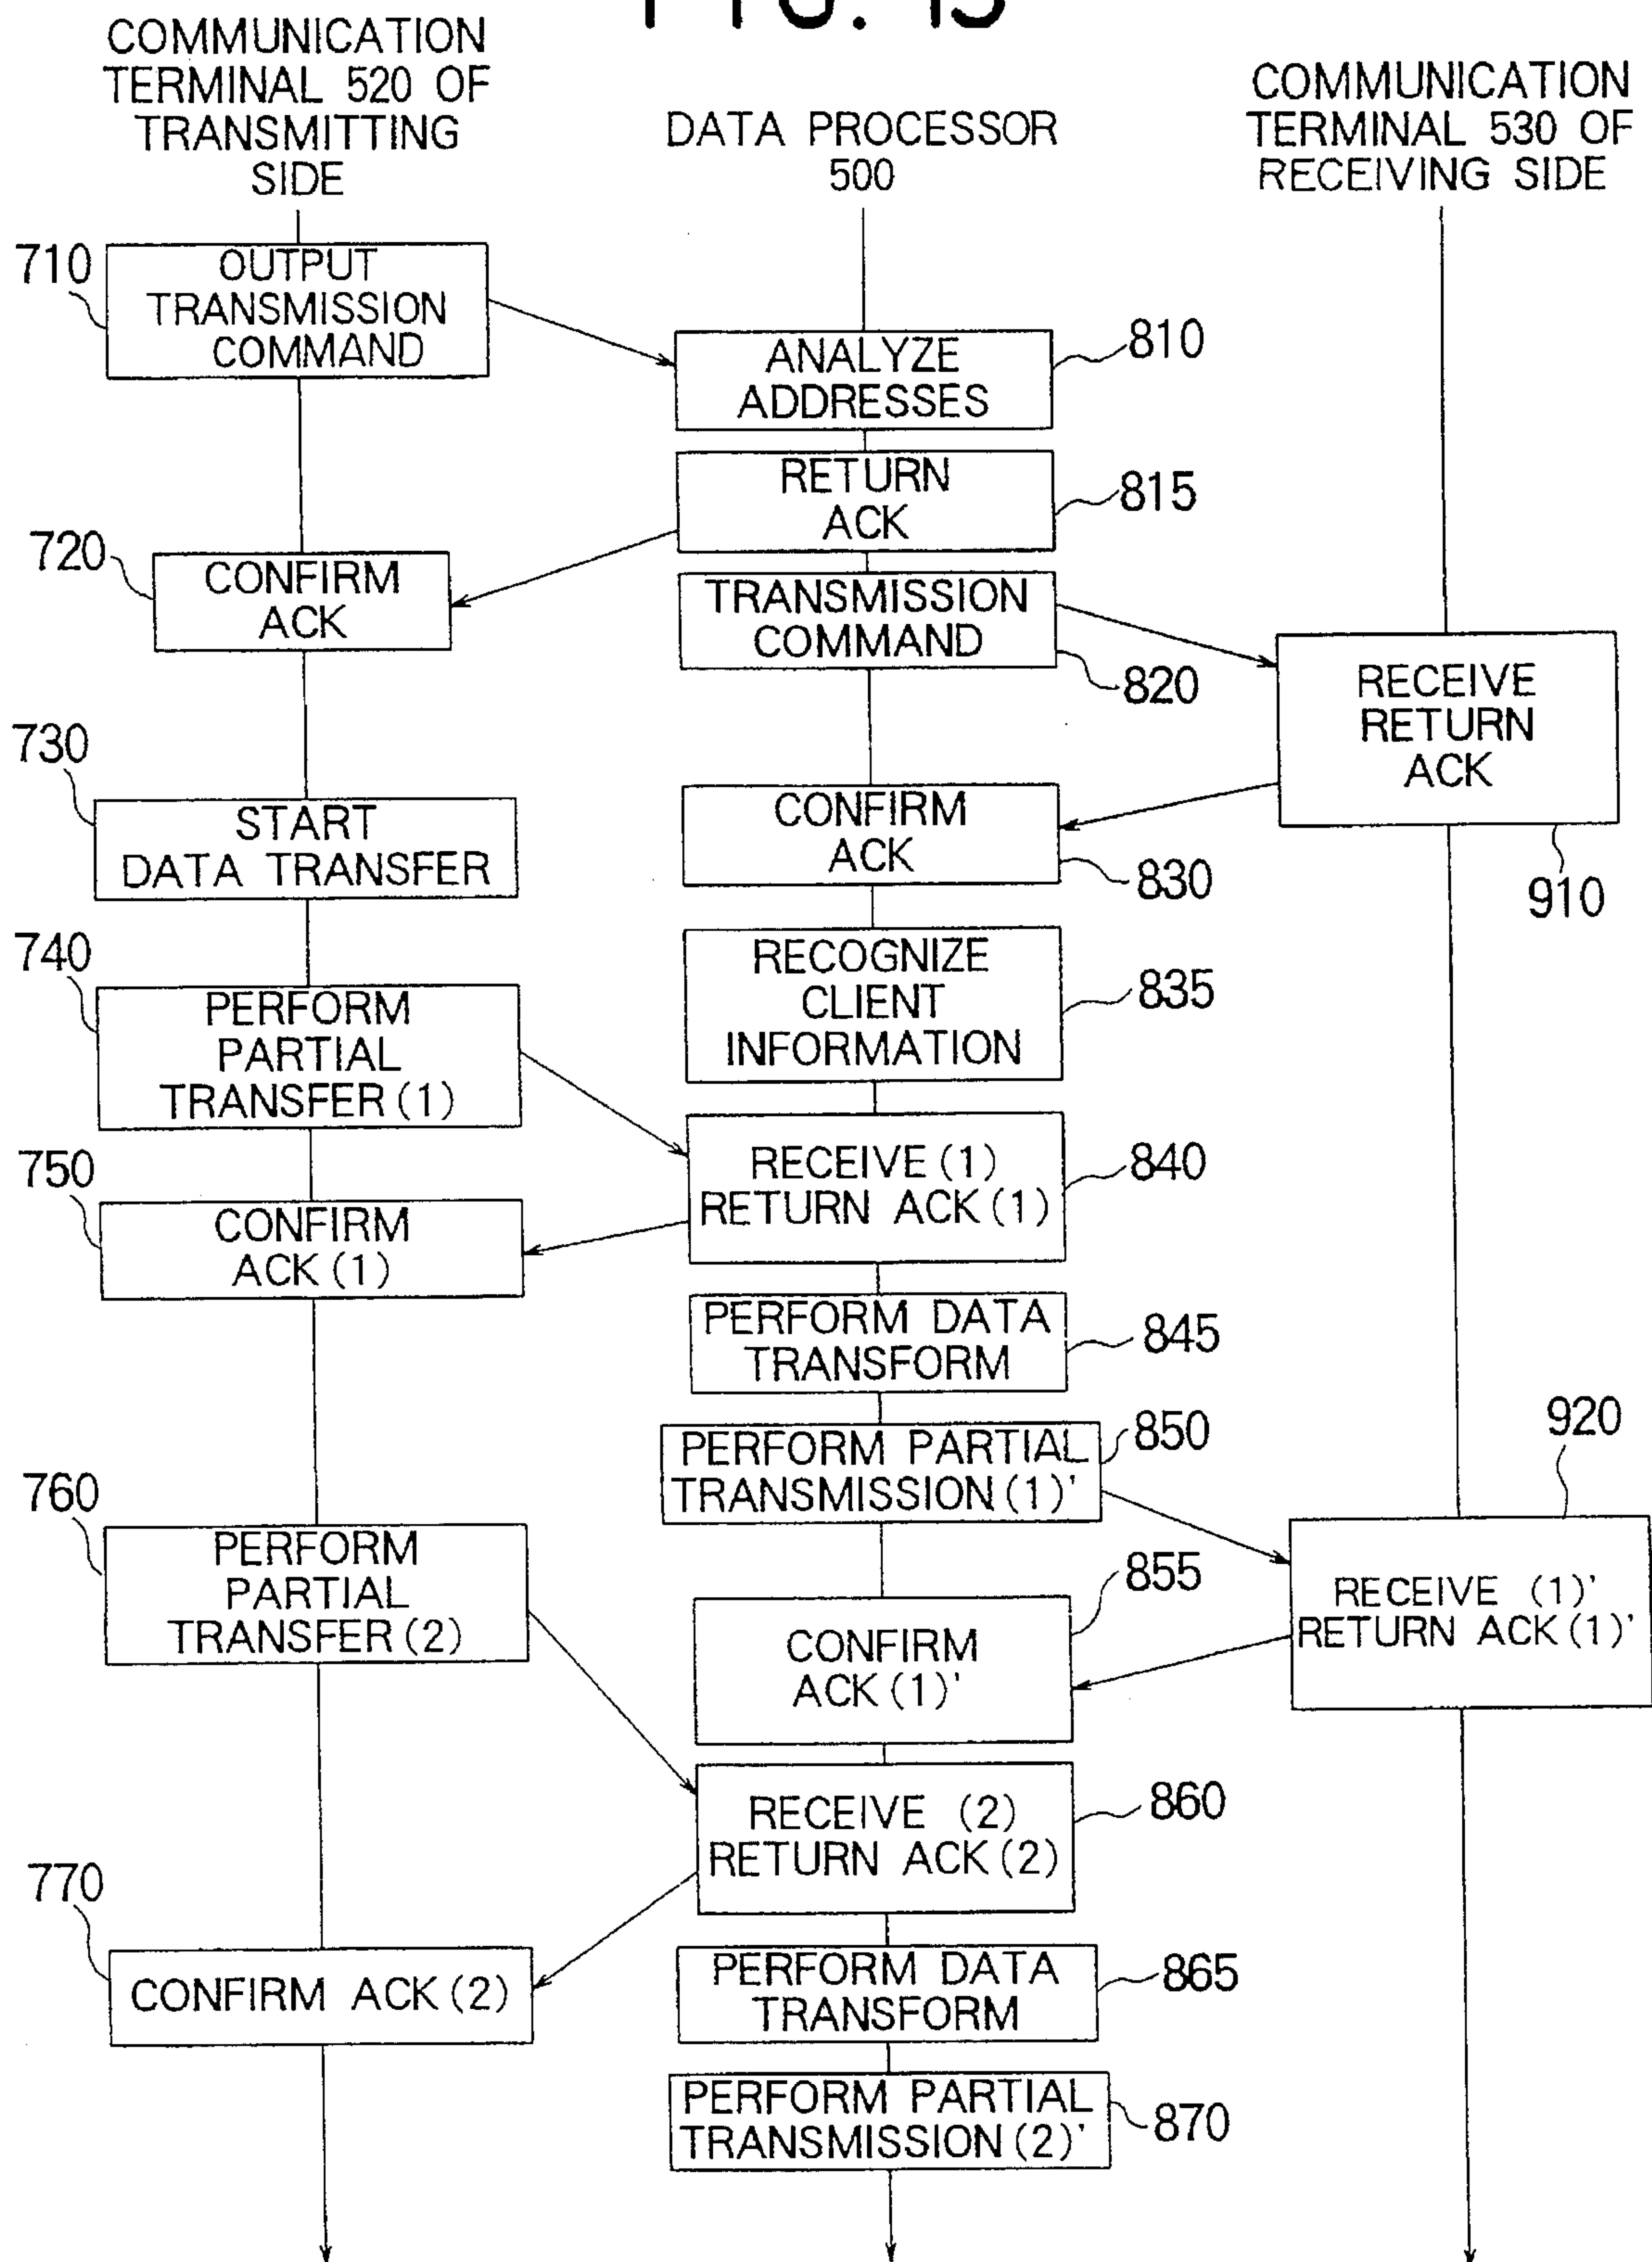 FIG. 15
COMMUNICATION
TERMINAL 520 OF
TRANSMITTING
SIDE
DATA PROCESSOR
500
COMMUNICATION
TERMINAL 530 OF
RECEIVING SIDE
710
OUTPUT
TRANSMISSION
COMMAND
ANALYZE
ADDRESSES
810
RETURN
ACK
815
720
CONFIRM
ACK
TRANSMISSION
COMMAND
820
RECEIVE
RETURN
ACK
910
730
START
DATA TRANSFER
CONFIRM
ACK
830
740
PERFORM
PARTIAL
TRANSFER (1)
RECOGNIZE
CLIENT
INFORMATION
835
750
CONFIRM
ACK (1)
RECEIVE (1)
RETURN ACK (1)
840
PERFORM DATA
TRANSFORM
845
PERFORM PARTIAL
TRANSMISSION (1)'
850
920
760
PERFORM
PARTIAL
TRANSFER (2)
855
CONFIRM
ACK (1)'
RECEIVE (1)'
RETURN ACK (1)'
RECEIVE (2)
RETURN ACK (2)
860
770
CONFIRM ACK (2)
PERFORM DATA
TRANSFORM
865
PERFORM PARTIAL
TRANSMISSION (2)'
870